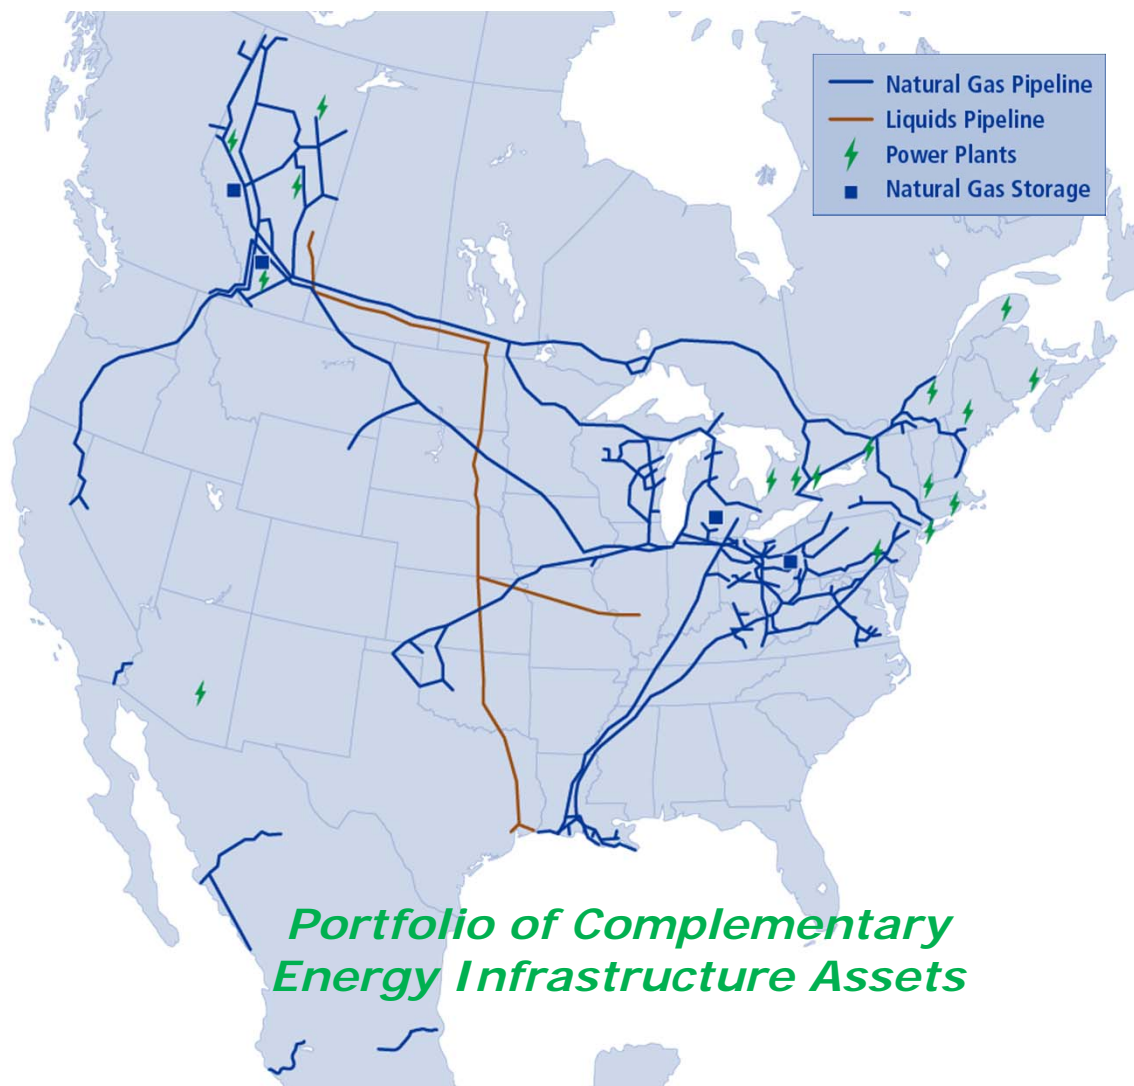 Natural Gas Pipeline
Liquids Pipeline
Power Plants
Natural Gas Storage
Portfolio of Complementary
Energy Infrastructure Assets